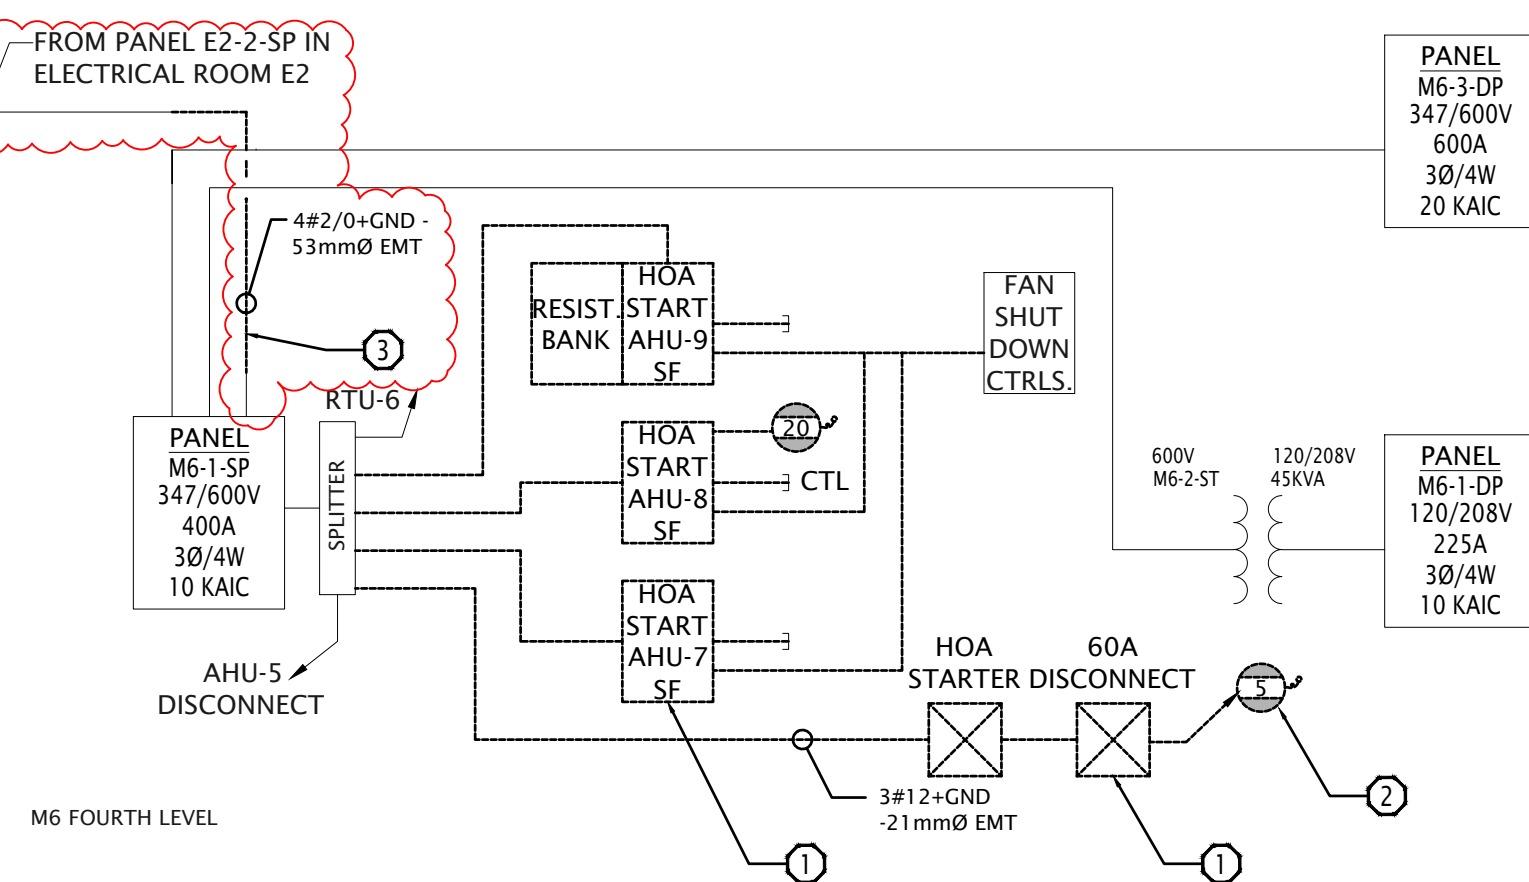 FROM PANEL E2-2-SP IN
ELECTRICAL ROOM E2
PANEL
M6-3-DP
347/600V
600A
3Ø/4W
20 KAIC
4#2/0+GND -
53mmØ EMT
3
RESIST.
BANK
HOA
START
AHU-9
SF
FAN
SHUT
DOWN
CTRLS.
RTU-6
PANEL
M6-1-SP
347/600V
400A
3Ø/4W
10 KAIC
SPLITTER
HOA
START
AHU-8
SF
20
CTL
600V
M6-2-ST
120/208V
45KVA
PANEL
M6-1-DP
120/208V
225A
3Ø/4W
10 KAIC
HOA
START
AHU-7
SF
AHU-5
DISCONNECT
HOA
STARTER
60A
DISCONNECT
5
3#12+GND
-21mmØ EMT
2
1
1
M6 FOURTH LEVEL